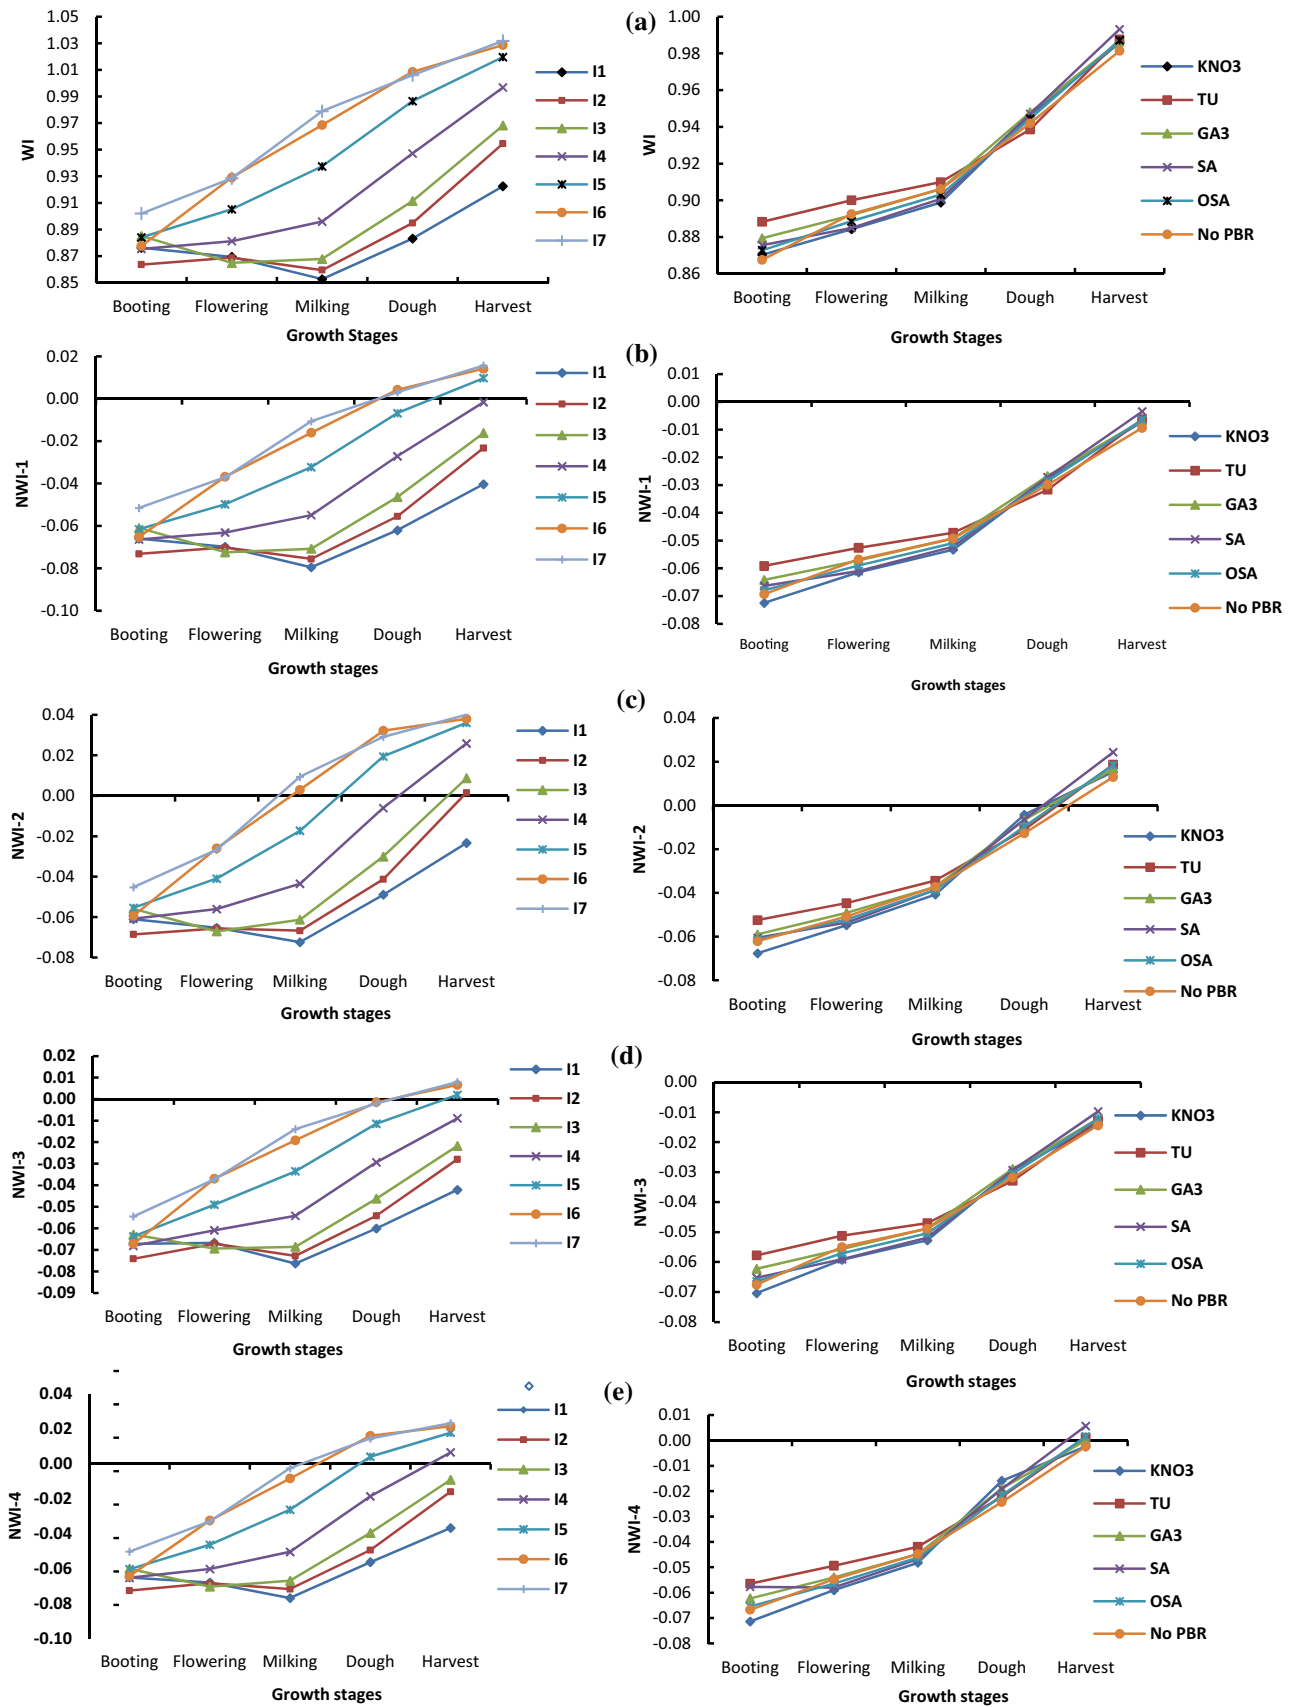 (a)
WI
1.05
1.03
1.01
0.99
0.97
0.95
0.93
0.91
0.89
0.87
0.85
Booting Flowering Milking Dough Harvest
Growth Stages
I1
I2
I3
I4
I5
I6
I7
WI
1.00
0.98
0.96
0.94
0.92
0.90
0.88
0.86
Booting Flowering Milking Dough Harvest
Growth Stages
KNO3
TU
GA3
SA
OSA
No PBR
(b)
NWI-1
0.02
0.00
-0.02
-0.04
-0.06
-0.08
-0.10
Booting Flowering Milking Dough Harvest
Growth stages
I1
I2
I3
I4
I5
I6
I7
NWI-1
0.01
0.00
-0.01
-0.02
-0.03
-0.04
-0.05
-0.06
-0.07
-0.08
Booting Flowering Milking Dough Harvest
Growth stages
KNO3
TU
GA3
SA
OSA
No PBR
(c)
NWI-2
0.04
0.02
0.00
-0.02
-0.04
-0.06
-0.08
Booting Flowering Milking Dough Harvest
Growth stages
I1
I2
I3
I4
I5
I6
I7
NWI-2
0.04
0.02
0.00
-0.02
-0.04
-0.06
-0.08
Booting Flowering Milking Dough Harvest
Growth stages
KNO3
TU
GA3
SA
OSA
No PBR
(d)
NWI-3
0.02
0.01
0.00
-0.01
-0.02
-0.03
-0.04
-0.05
-0.06
-0.07
-0.08
-0.09
Booting Flowering Milking Dough Harvest
Growth stages
I1
I2
I3
I4
I5
I6
I7
NWI-3
0.00
-0.01
-0.02
-0.03
-0.04
-0.05
-0.06
-0.07
-0.08
Booting Flowering Milking Dough Harvest
Growth stages
KNO3
TU
GA3
SA
OSA
No PBR
(e)
NWI-4
0.04
0.02
0.00
-0.02
-0.04
-0.06
-0.08
-0.10
Booting Flowering Milking Dough Harvest
Growth stages
I1
I2
I3
I4
I5
I6
I7
NWI-4
0.01
0.00
-0.01
-0.02
-0.03
-0.04
-0.05
-0.06
-0.07
-0.08
Booting Flowering Milking Dough Harvest
Growth stages
KNO3
TU
GA3
SA
OSA
No PBR